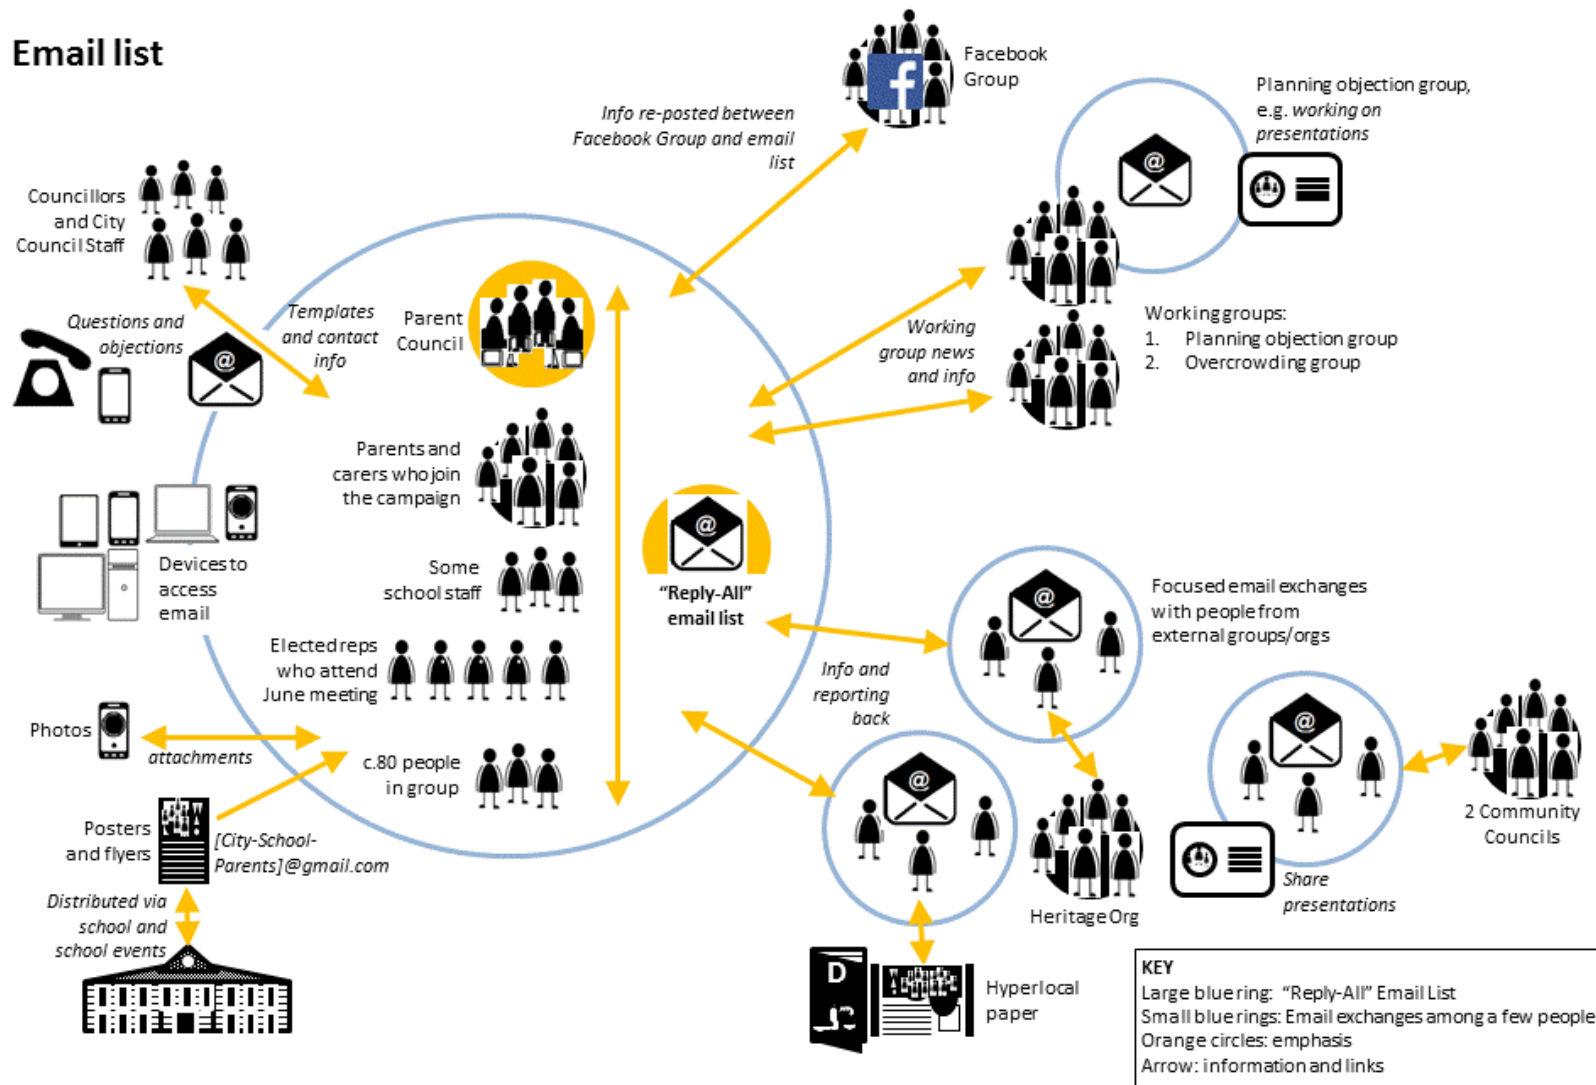 Email list
Facebook
Group
Info re-posted between
Facebook Group and email
list
Planning objection group,
e.g. working on
presentations
@
Councillors
and City
Council Staff
Questions and
objections
Templates
and contact
info
@
Parent
Council
Working
group news
and info
Working groups:
1. Planning objection group
2. Overcrowding group
Parents and
carers who join
the campaign
@
"Reply-All"
email list
Devices to
access
email
Some
school staff
Elected reps
who attend
June meeting
@
Focused email exchanges
with people from
external groups/orgs
Info and
reporting
back
Photos
attachments
c.80 people
in group
@
@
2 Community
Councils
Posters
and flyers
[City-School-
Parents]@gmail.com
Distributed via
school and
school events
Heritage Org
Share
presentations
D
Hyperlocal
paper
KEY
Large blue ring: "Reply-All" Email List
Small blue rings: Email exchanges among a few people
Orange circles: emphasis
Arrow: information and links